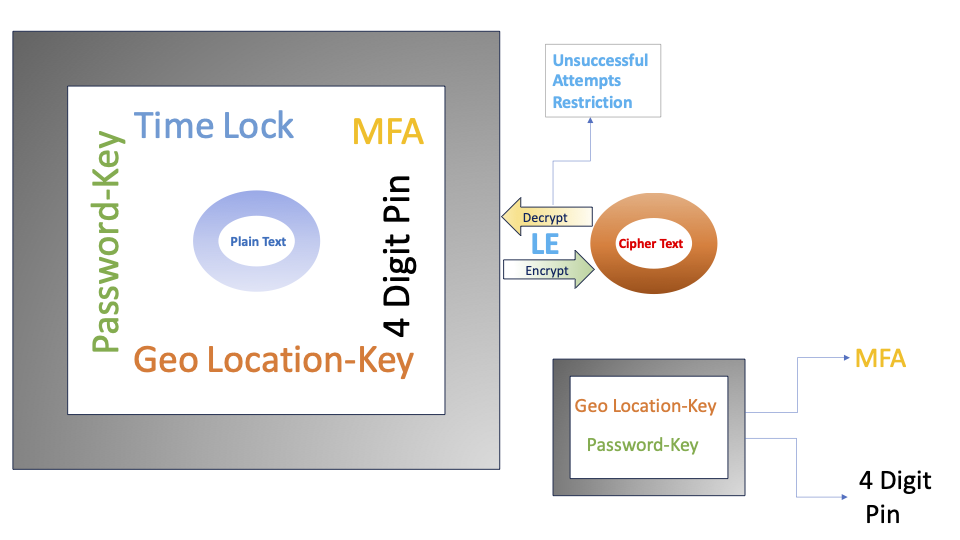 Unsuccessful
Attempts
Restriction
Time Lock
MFA
Password-Key
4 Digit Pin
Plain Text
Geo Location-Key
Decrypt
LE
Encrypt
Cipher Text
Geo Location-Key
Password-Key
MFA
4 Digit
Pin